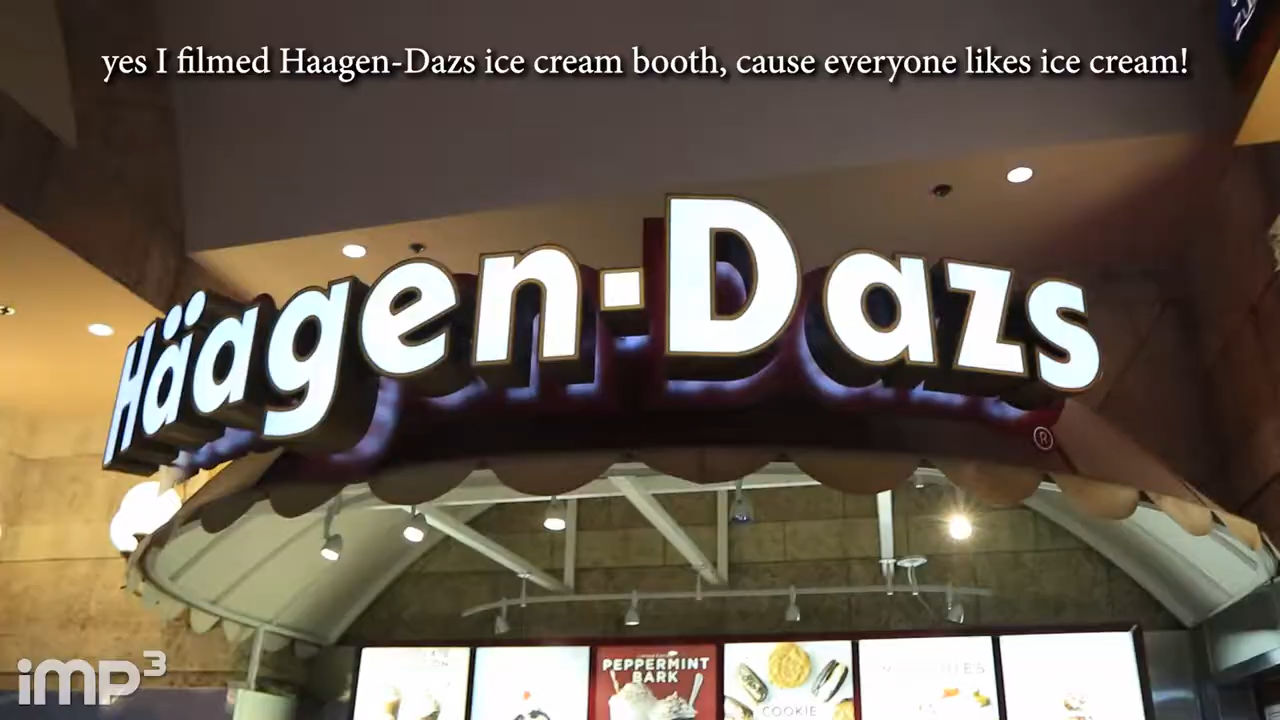 yes I filmed Haagen-Dazs ice cream booth, cause everyone likes ice cream!
Häagen-Dazs
®
PEPPERMINT
BARK
COOKIE
iMP3